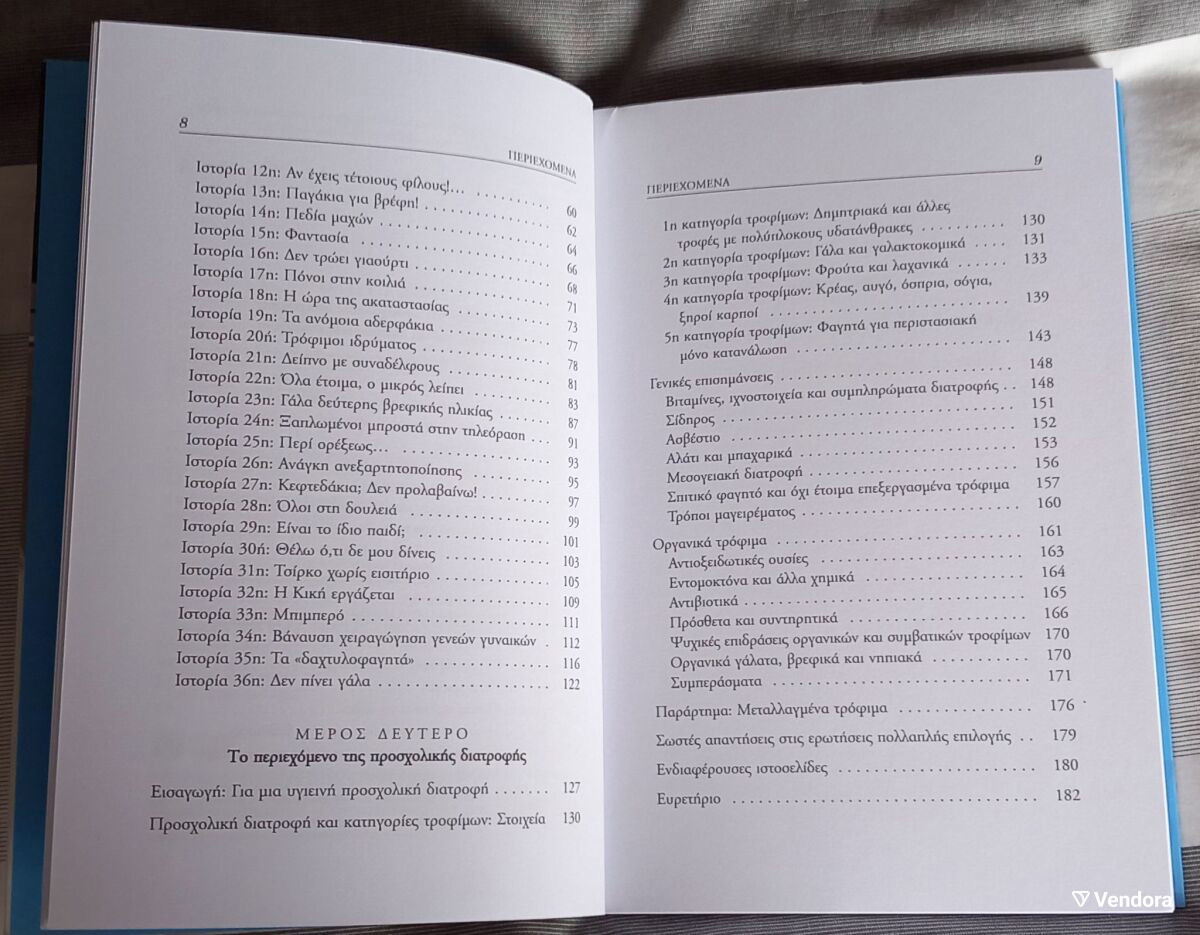 8
ΠΕΡΙΕΧΟΜΕΝΑ
Ιστορία 12η: Αν έχεις τέτοιους φίλους!... . . . . . . . . . . 60
Ιστορία 13η: Παγάκια για βρέφη! . . . . . . . . . . . . . 62
Ιστορία 14η: Πεδία μαχών . . . . . . . . . . . . . . . . . 64
Ιστορία 15η: Φαντασία . . . . . . . . . . . . . . . . . . . 66
Ιστορία 16η: Δεν τρώει γιαούρτι . . . . . . . . . . . . . . 68
Ιστορία 17η: Πόνοι στην κοιλιά . . . . . . . . . . . . . . 71
Ιστορία 18η: Η ώρα της ακαταστασίας . . . . . . . . . . 73
Ιστορία 19η: Τα ανόμοια αδερφάκια . . . . . . . . . . . 77
Ιστορία 20ή: Τρόφιμοι ιδρύματος . . . . . . . . . . . . . 78
Ιστορία 21η: Δείπνο με συναδέλφους . . . . . . . . . . . 81
Ιστορία 22η: Όλα έτοιμα, ο μικρός λείπει . . . . . . . . 83
Ιστορία 23η: Γάλα δεύτερης βρεφικής ηλικίας . . . . . 87
Ιστορία 24η: Ξαπλωμένοι μπροστά στην τηλεόραση . . . 91
Ιστορία 25η: Περί ορέξεως... . . . . . . . . . . . . . . . 93
Ιστορία 26η: Ανάγκη ανεξαρτητοποίησης . . . . . . . . 95
Ιστορία 27η: Κεφτεδάκια; Δεν προλαβαίνω! . . . . . . . 97
Ιστορία 28η: Όλοι στη δουλειά . . . . . . . . . . . . . . 99
Ιστορία 29η: Είναι το ίδιο παιδί; . . . . . . . . . . . . . . 101
Ιστορία 30ή: Θέλω ό,τι δε μου δίνεις . . . . . . . . . . . 103
Ιστορία 31η: Τσίρκο χωρίς εισιτήριο . . . . . . . . . . . 105
Ιστορία 32η: Η Κική εργάζεται . . . . . . . . . . . . . . 109
Ιστορία 33η: Μπιμπερό . . . . . . . . . . . . . . . . . . . 111
Ιστορία 34η: Βάναυση χειραγώγηση γενεών γυναικών . 112
Ιστορία 35η: Τα «δαχτυλοφαγητά» . . . . . . . . . . . . 116
Ιστορία 36η: Δεν πίνει γάλα . . . . . . . . . . . . . . . . 122
ΜΕΡΟΣ ΔΕΥΤΕΡΟ
Το περιεχόμενο της προσχολικής διατροφής
Εισαγωγή: Για μια υγιεινή προσχολική διατροφή . . . . . . . 127
Προσχολική διατροφή και κατηγορίες τροφίμων: Στοιχεία 130
9
ΠΕΡΙΕΧΟΜΕΝΑ
1η κατηγορία τροφίμων: Δημητριακά και άλλες
τροφές με πολύπλοκους υδατάνθρακες . . . . . . . . . . 130
2η κατηγορία τροφίμων: Γάλα και γαλακτοκομικά . . . . 131
3η κατηγορία τροφίμων: Φρούτα και λαχανικά . . . . . . 133
4η κατηγορία τροφίμων: Κρέας, αυγό, όσπρια, σόγια,
ξηροί καρποί . . . . . . . . . . . . . . . . . . . . . . . . 139
5η κατηγορία τροφίμων: Φαγητά για περιστασιακή
μόνο κατανάλωση . . . . . . . . . . . . . . . . . . . . . 143
Γενικές επισημάνσεις . . . . . . . . . . . . . . . . . . . . . . 148
Βιταμίνες, ιχνοστοιχεία και συμπληρώματα διατροφής . . 148
Σίδηρος . . . . . . . . . . . . . . . . . . . . . . . . . . . . . 151
Ασβέστιο . . . . . . . . . . . . . . . . . . . . . . . . . . . . 152
Αλάτι και μπαχαρικά . . . . . . . . . . . . . . . . . . . . . 153
Μεσογειακή διατροφή . . . . . . . . . . . . . . . . . . . . 156
Σπιτικό φαγητό και όχι έτοιμα επεξεργασμένα τρόφιμα 157
Τρόποι μαγειρέματος . . . . . . . . . . . . . . . . . . . . . 160
Οργανικά τρόφιμα . . . . . . . . . . . . . . . . . . . . . . . . 161
Αντιοξειδωτικές ουσίες . . . . . . . . . . . . . . . . . . . . 163
Εντομοκτόνα και άλλα χημικά . . . . . . . . . . . . . . . 164
Αντιβιοτικά . . . . . . . . . . . . . . . . . . . . . . . . . . . 165
Πρόσθετα και συντηρητικά . . . . . . . . . . . . . . . . . 166
Ψυχικές επιδράσεις οργανικών και συμβατικών τροφίμων 170
Οργανικά γάλατα, βρεφικά και νηπιακά . . . . . . . . . 170
Συμπεράσματα . . . . . . . . . . . . . . . . . . . . . . . . . 171
Παράρτημα: Μεταλλαγμένα τρόφιμα . . . . . . . . . . . . . 176
Σωστές απαντήσεις στις ερωτήσεις πολλαπλής επιλογής . . 179
Ενδιαφέρουσες ιστοσελίδες . . . . . . . . . . . . . . . . . . . 180
Ευρετήριο . . . . . . . . . . . . . . . . . . . . . . . . . . . . . . 182
Vendora